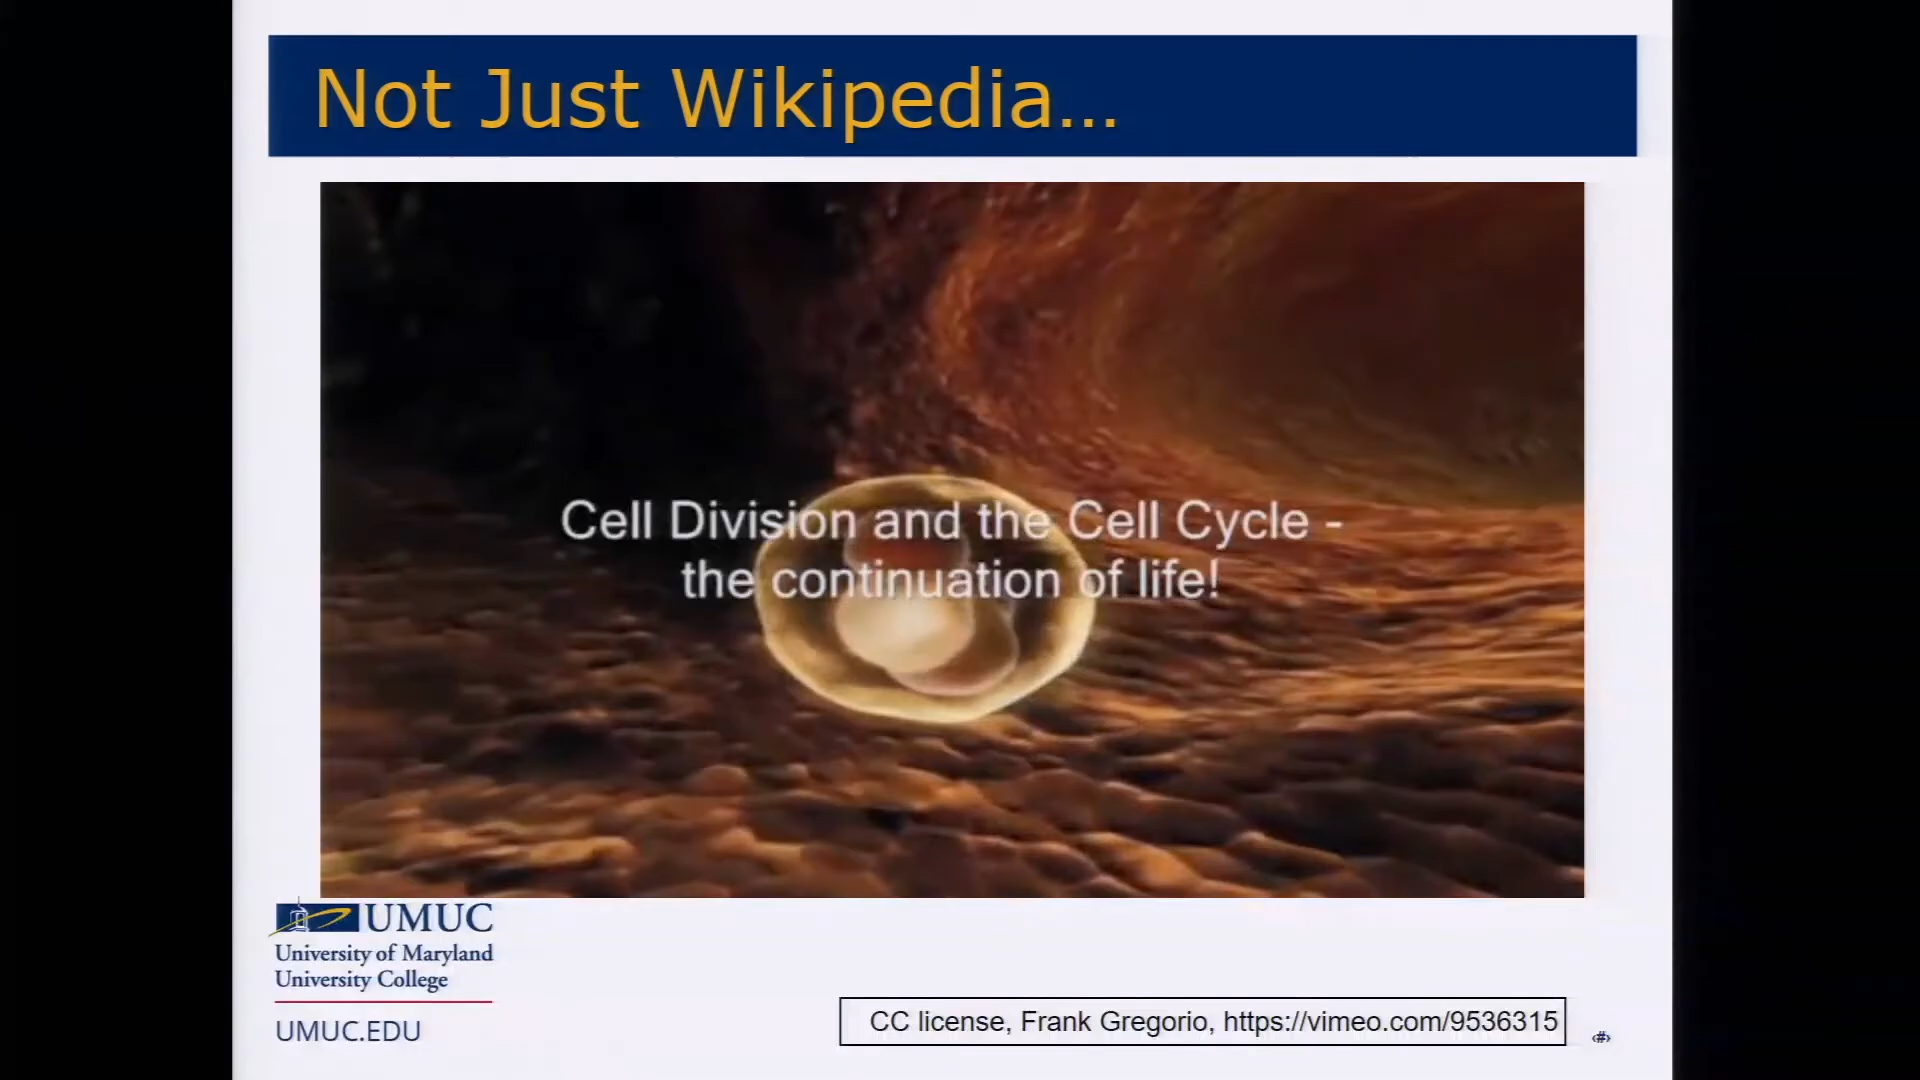 Not Just Wikipedia...
Cell Division and the Cell Cycle -
the continuation of life!
UMUC
University of Maryland
University College
UMUC.EDU
CC license, Frank Gregorio, https://vimeo.com/9536315
‹#›